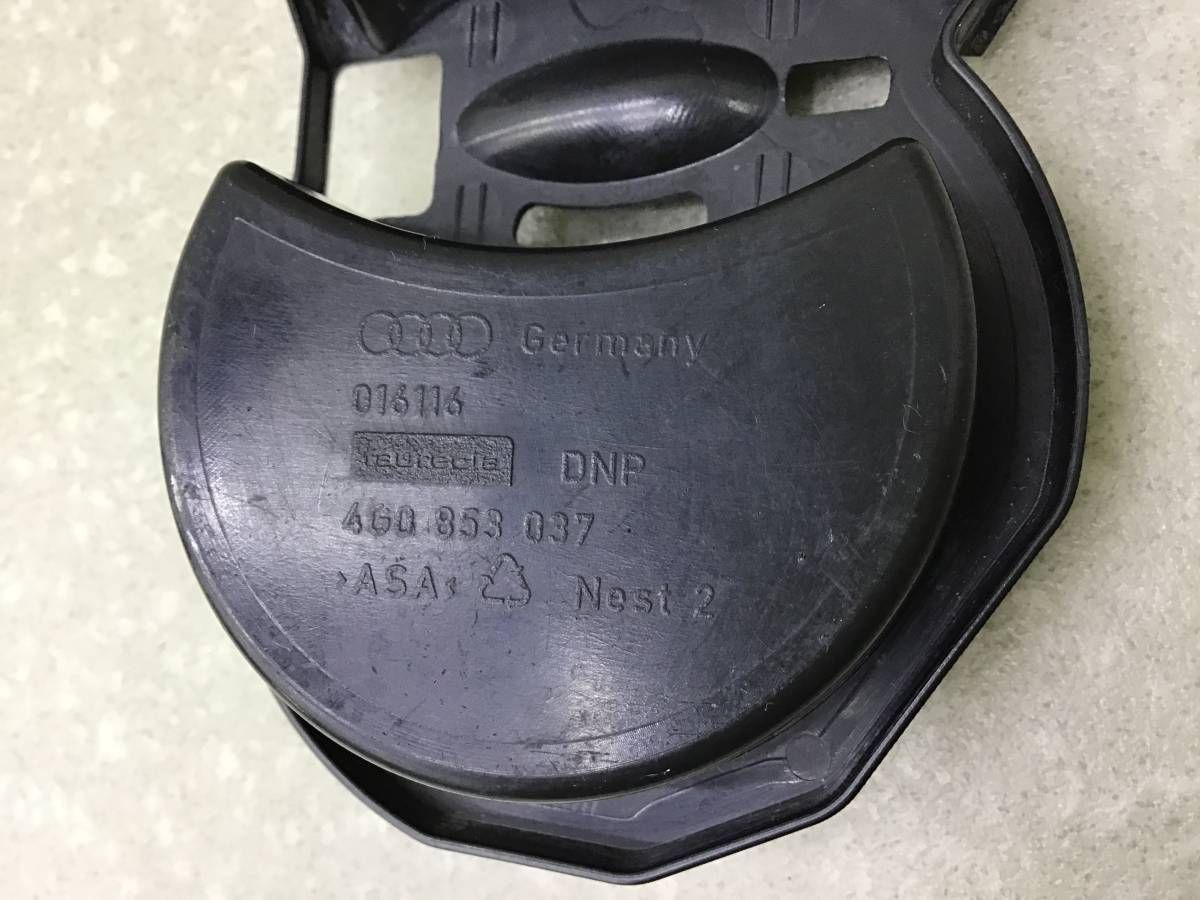 Germany
016116
faurecia DNP
4G0 853 037
>ASA< Nest 2